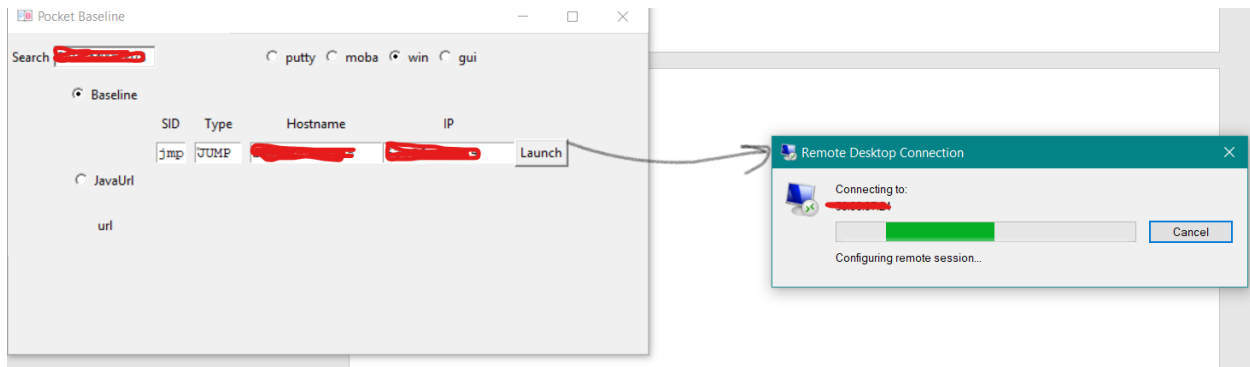 Pocket Baseline
Search
putty moba win gui
Baseline
SID Type Hostname IP
jmp JUMP Launch
JavaUrl
url
Remote Desktop Connection
Connecting to:
Cancel
Configuring remote session...